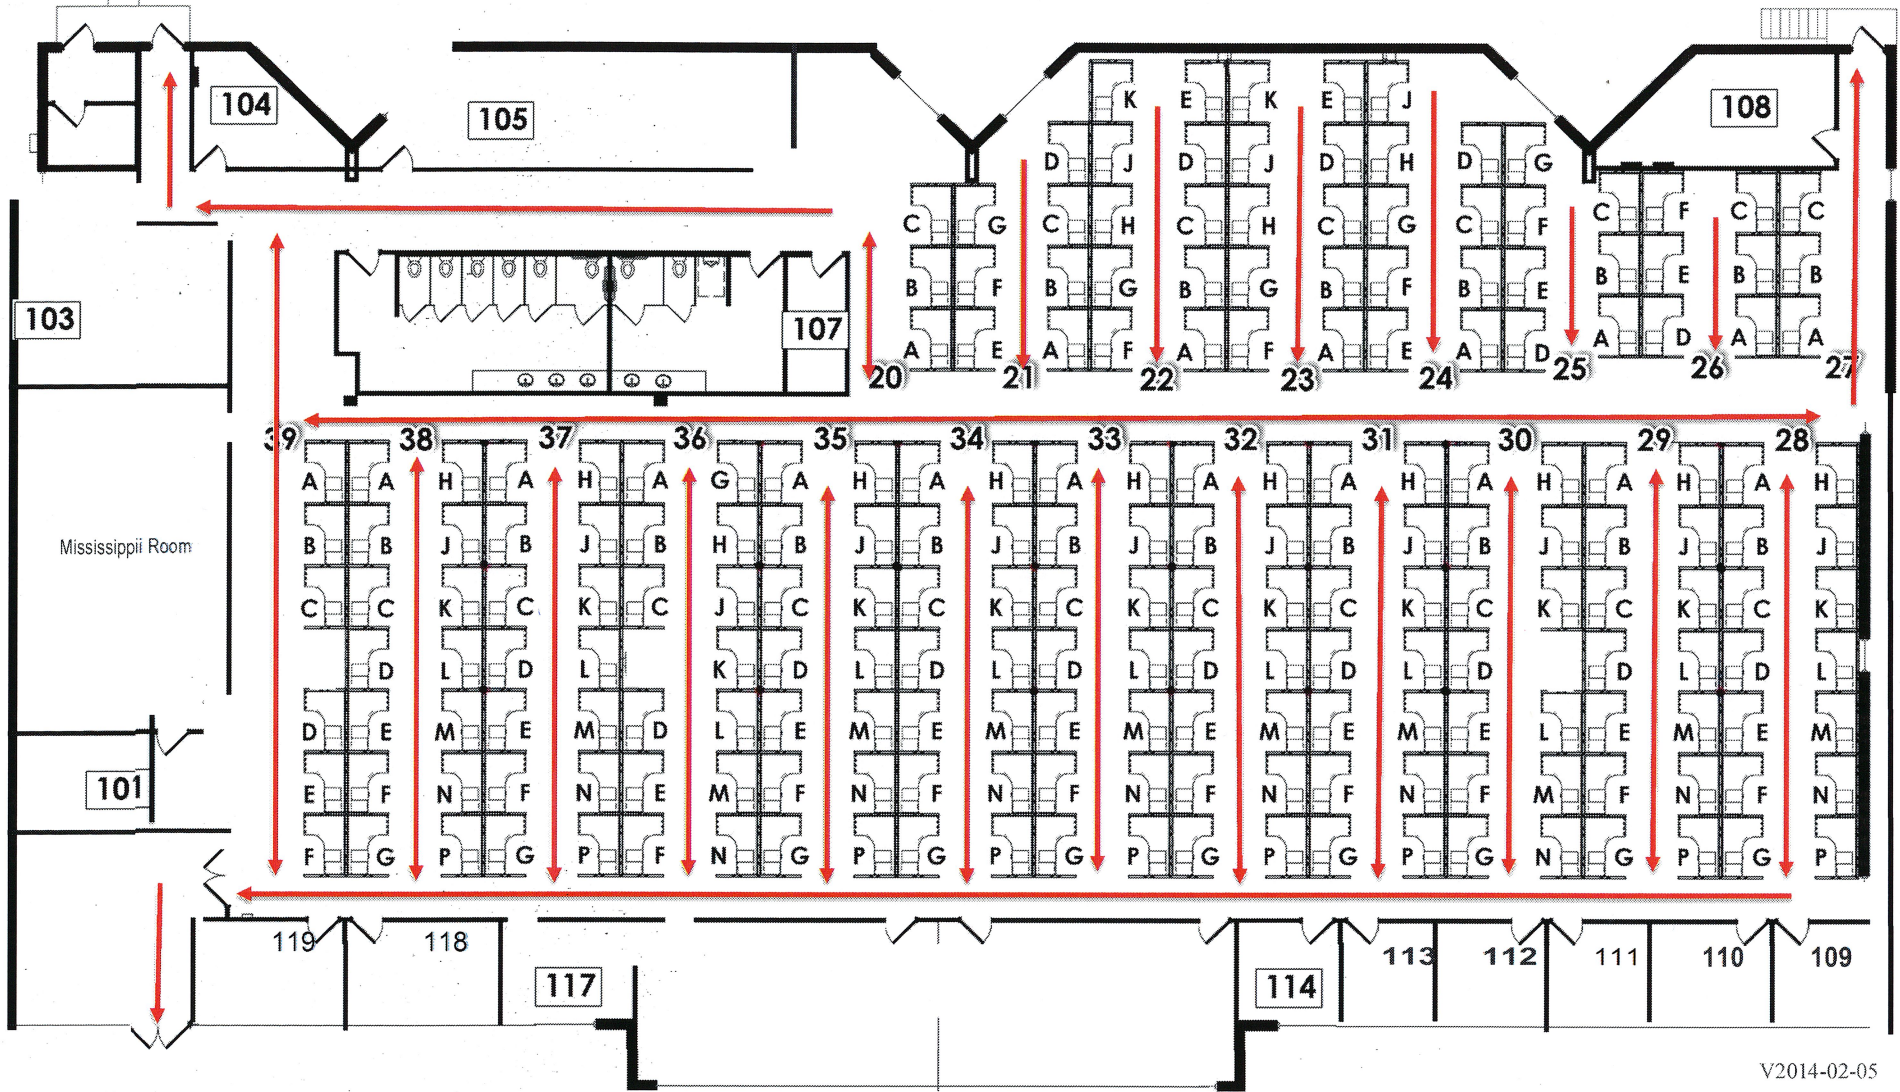 104
105
108
K E K E J
D J D J D H D G
C G C H C H C G C F C F C C
103
B F B G B G B F B E B E B B
107
A E A F A F A E A D A D A A
20 21 22 23 24 25 26 27
39 38 37 36 35 34 33 32 31 30 29 28
A A H A H A G A H A H A H A H A H A H A H A H
Mississippii Room
B B J B J B H B J B J B J B J B J B J B J B J
C C K C K C J C K C K C K C K C K C K C K C K
D L D L K D L D L D L D L D L D D L D L
D E M E M D L E M E M E M E M E M E L E M E M
101
E F N F N E M F N F N F N F N F N F M F N F N
F G P G P F N G P G P G P G P G P G N G P G P
119 118 113 112 111 110 109
117
114
V2014-02-05